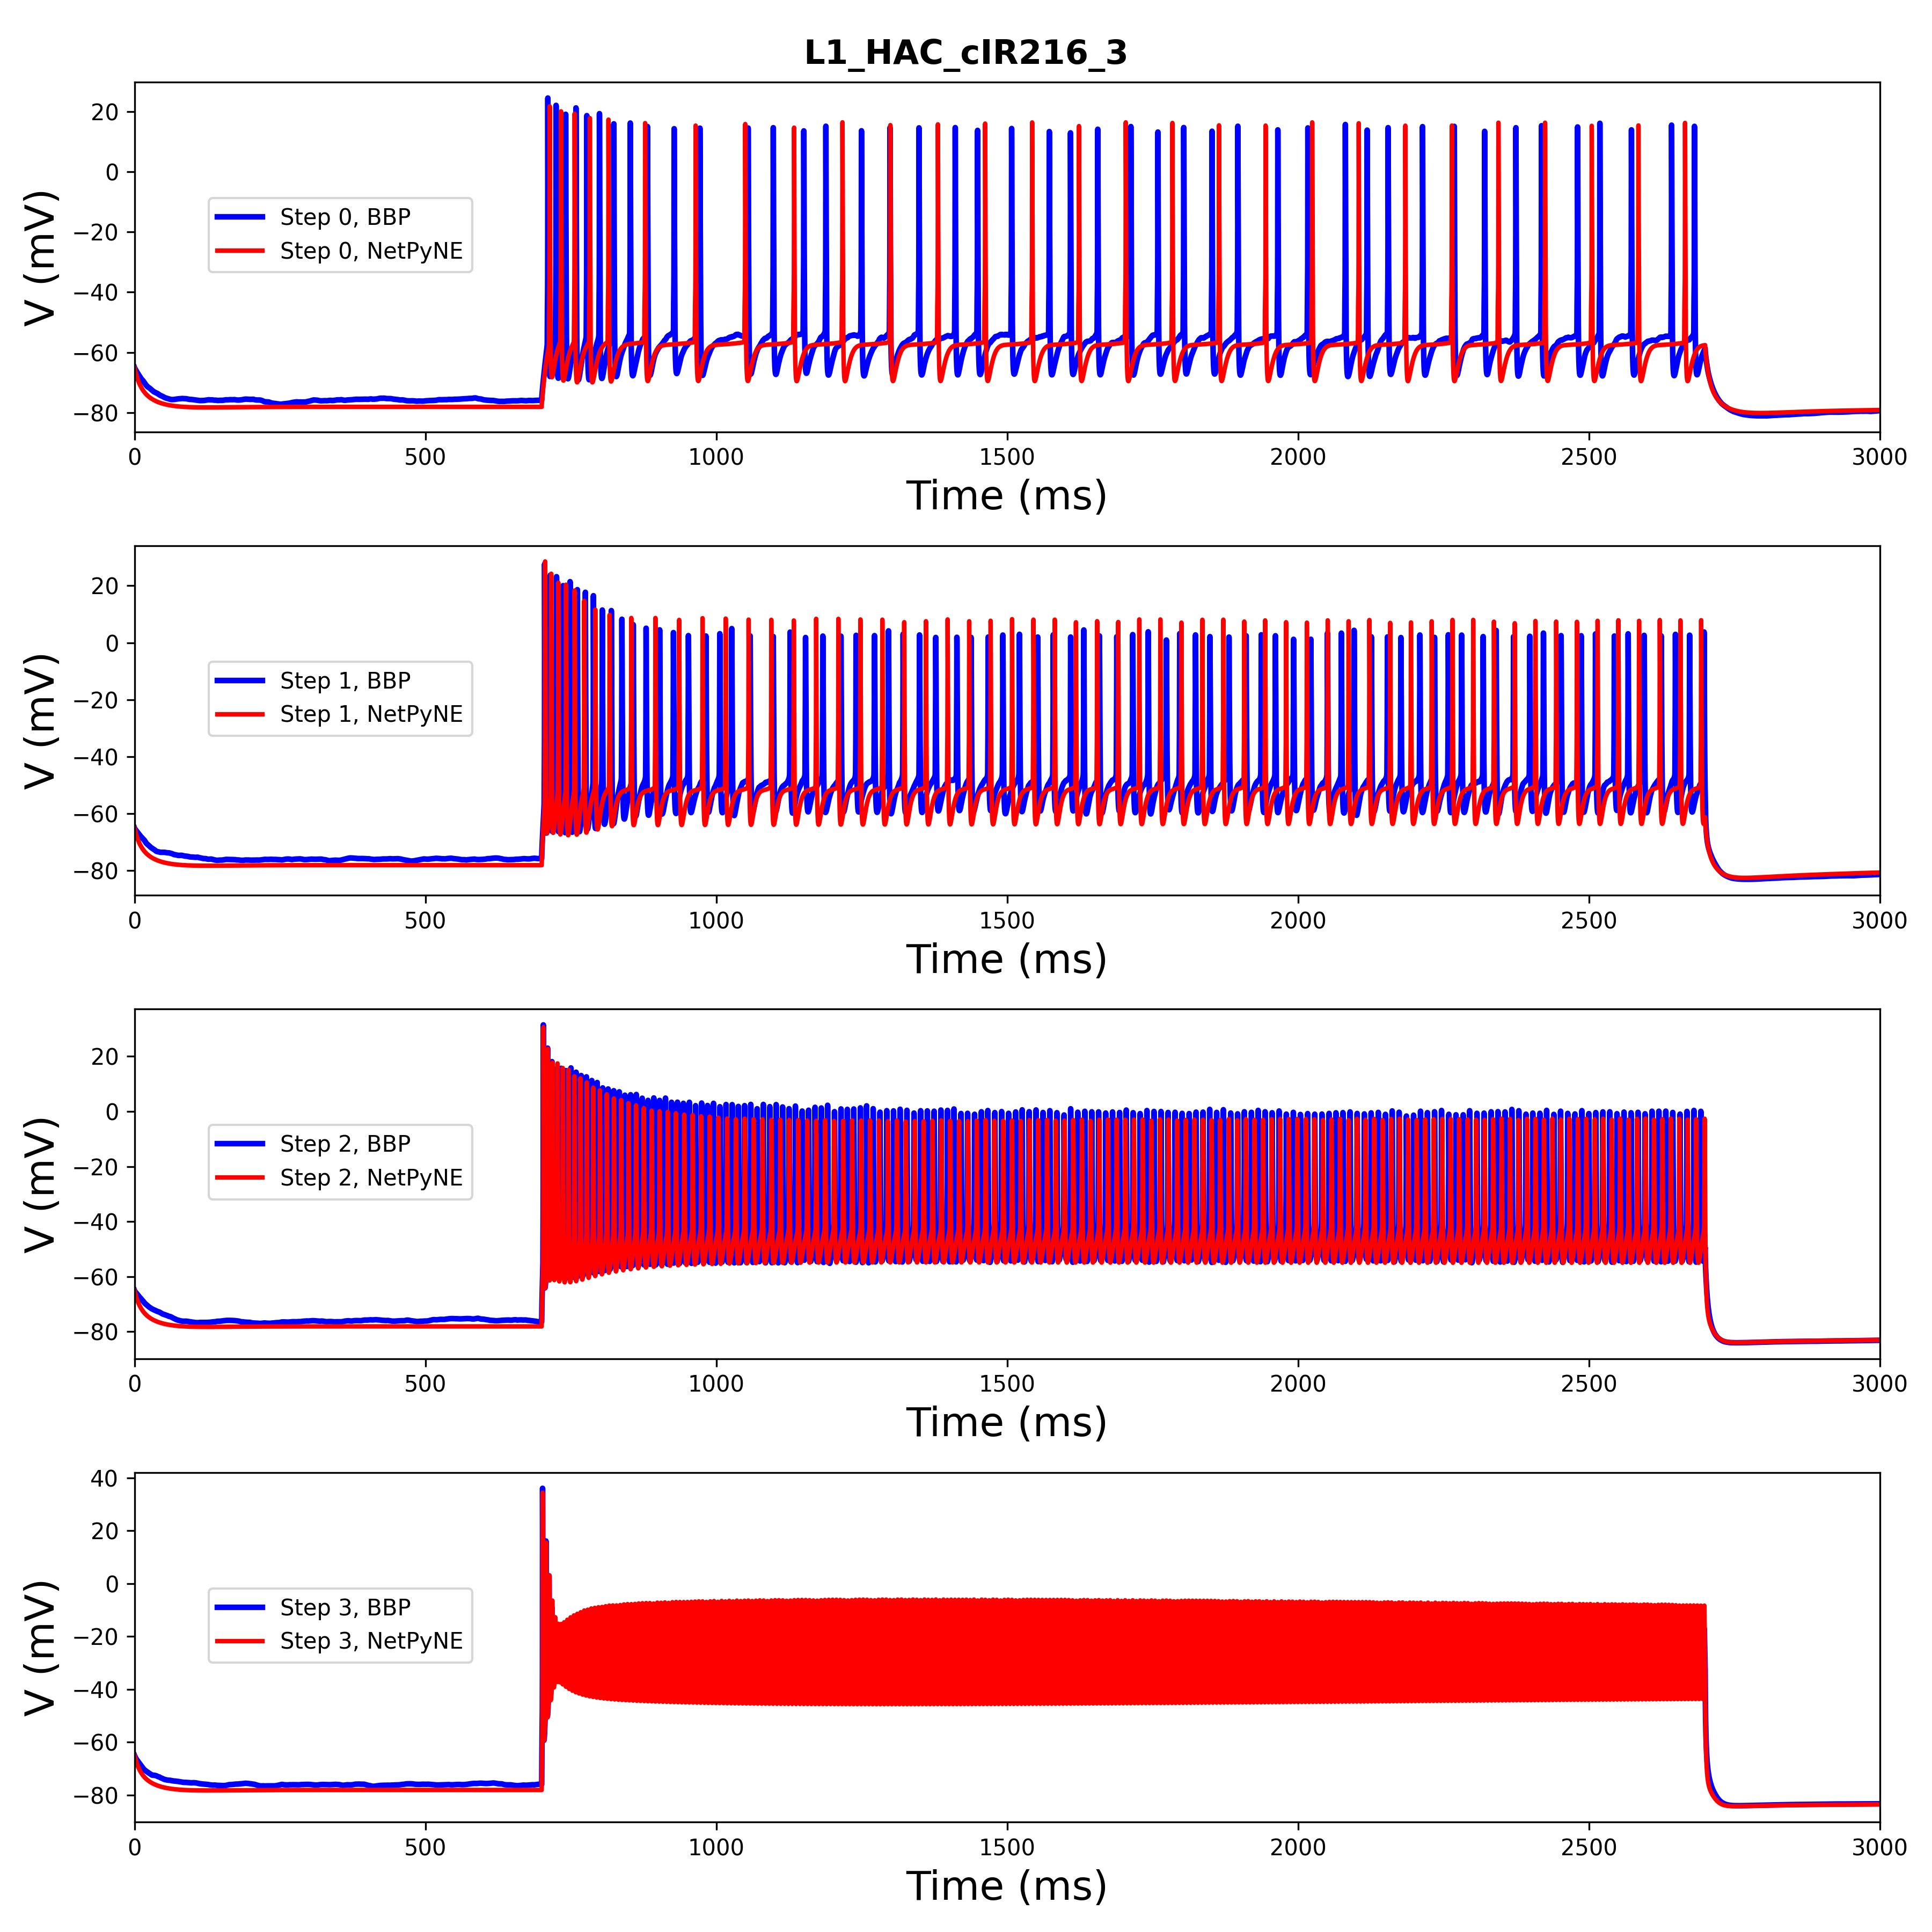 L1_HAC_cIR216_3
20
0
−20
−40
−60
−80
V (mV)
Step 0, BBP
Step 0, NetPyNE
0 500 1000 1500 2000 2500 3000
Time (ms)
20
0
−20
−40
−60
−80
V (mV)
Step 1, BBP
Step 1, NetPyNE
0 500 1000 1500 2000 2500 3000
Time (ms)
20
0
−20
−40
−60
−80
V (mV)
Step 2, BBP
Step 2, NetPyNE
0 500 1000 1500 2000 2500 3000
Time (ms)
40
20
0
−20
−40
−60
−80
V (mV)
Step 3, BBP
Step 3, NetPyNE
0 500 1000 1500 2000 2500 3000
Time (ms)